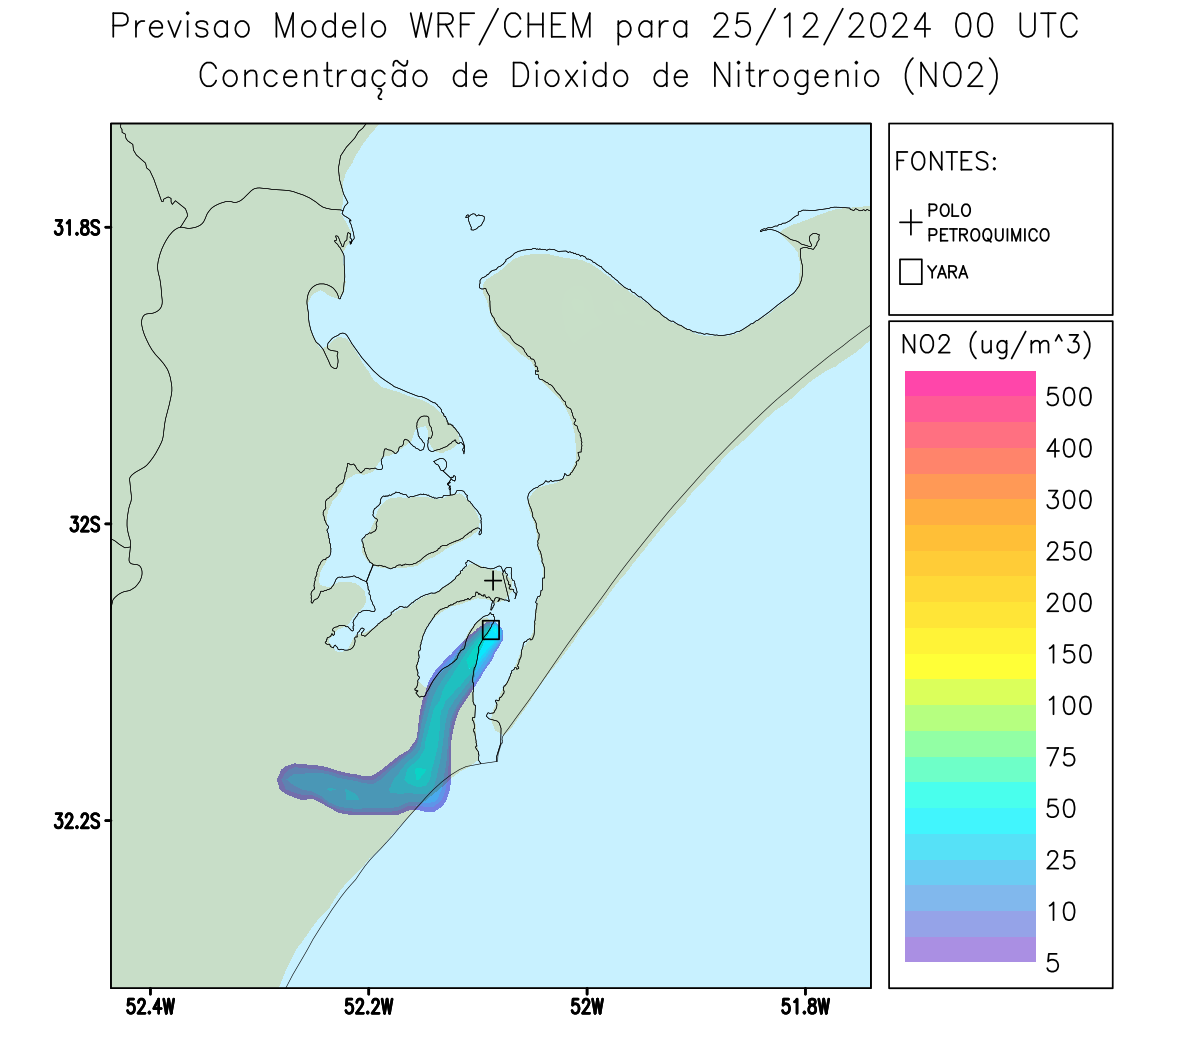 Previsao Modelo WRF/CHEM para 25/12/2024 00 UTC
Concentração de Dioxido de Nitrogenio (NO2)
FONTES:
POLO
PETROQUIMICO
YARA
31.8S
32S
32.2S
52.4W
52.2W
52W
51.8W
NO2 (ug/m^3)
500
400
300
250
200
150
100
75
50
25
10
5